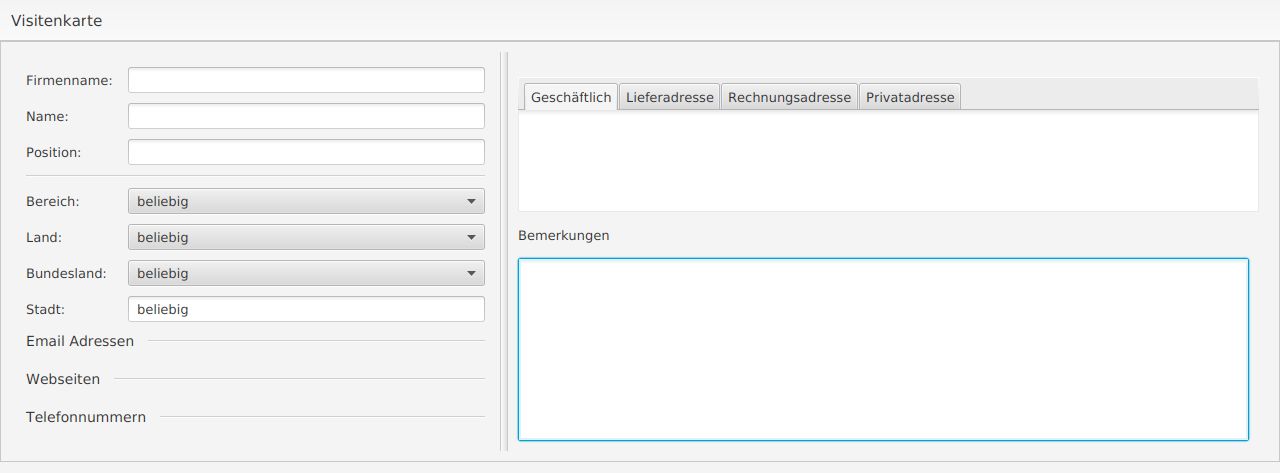 Visitenkarte
Firmenname:
Name:
Position:
Bereich: beliebig
Land: beliebig
Bundesland: beliebig
Stadt: beliebig
Email Adressen
Webseiten
Telefonnummern
Geschäftlich Lieferadresse Rechnungsadresse Privatadresse
Bemerkungen